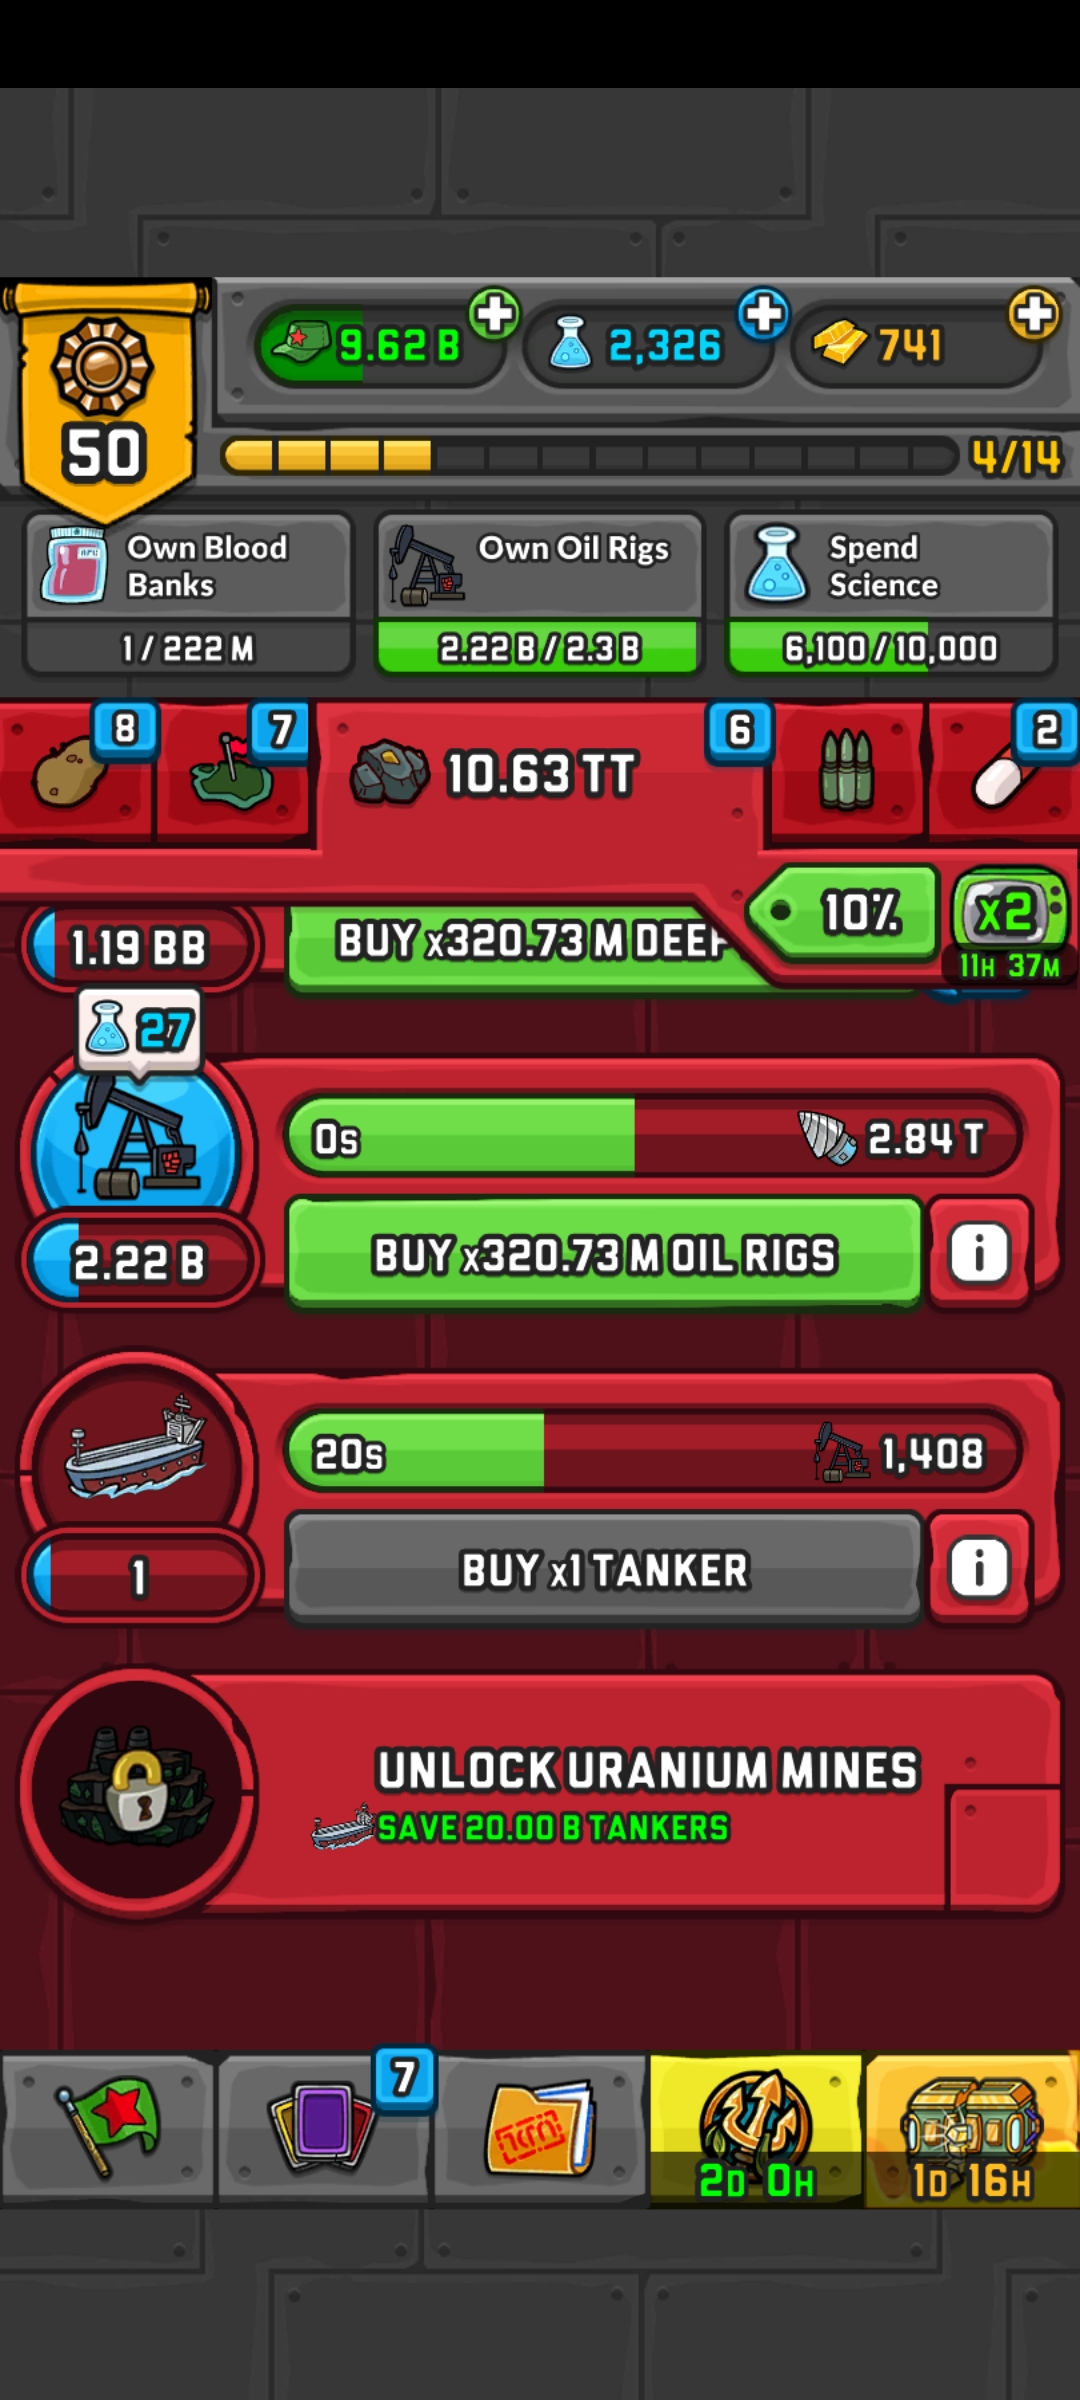 9.62 B
2,326
741
50
4/14
Own Blood
Banks
1 / 222 M
Own Oil Rigs
2.22 B / 2.3 B
Spend
Science
6,100 / 10,000
8
7
10.63 TT
6
2
10%
x2
11H 37M
1.19 BB
BUY x320.73 M DEEP
27
0s
2.84 T
2.22 B
BUY x320.73 M OIL RIGS
i
20s
1,408
1
BUY x1 TANKER
i
UNLOCK URANIUM MINES
SAVE 20.00 B TANKERS
7
2D 0H
1D 16H